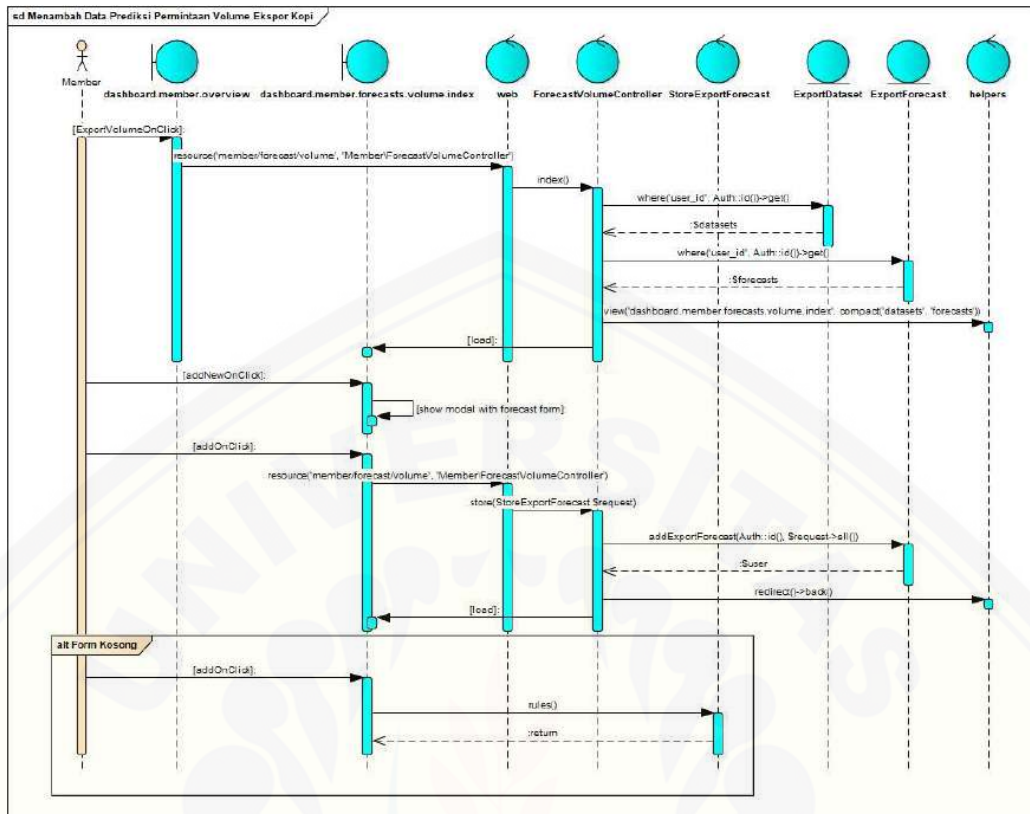 sd Menambah Data Prediksi Permintaan Volume Ekspor Kopi
Member
dashboard.member.overview
dashboard.member.forecasts.volume.index
web
ForecastVolumeController
StoreExportForecast
ExportDataset
ExportForecast
helpers
[ExportVolumeOnClick]:
resource('member/forecast/volume', 'Member\ForecastVolumeController')
index()
where('user_id', Auth::id())->get()
:$datasets
where('user_id', Auth::id())->get()
:$forecasts
view('dashboard.member.forecasts.volume.index', compact('datasets', 'forecasts'))
[load]:
[addNewOnClick]:
[show modal with forecast form]
[addOnClick]:
resource('member/forecast/volume', 'Member\ForecastVolumeController')
store(StoreExportForecast $request)
addExportForecast(Auth::id(), $request->all())
:$user
redirect()->back()
[load]:
alt Form Kosong
[addOnClick]:
rules()
:return
UNIVERSITAS